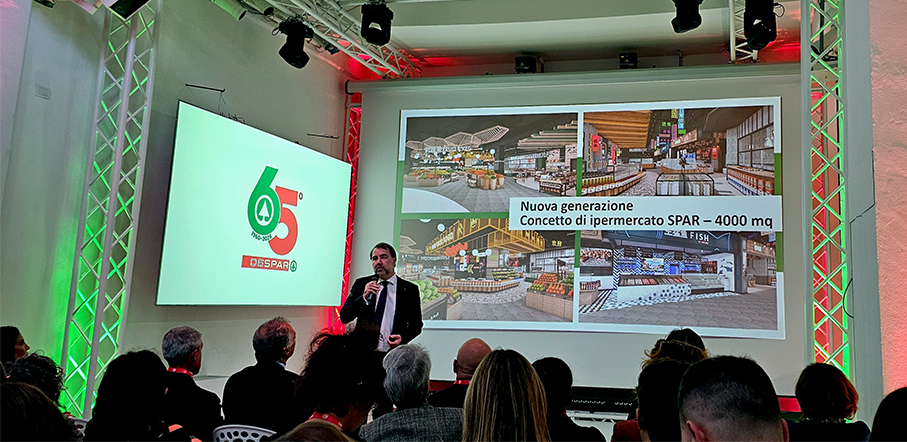 65°
1960-2025
DESPAR
Nuova generazione
Concetto di ipermercato SPAR – 4000 mq
FISH